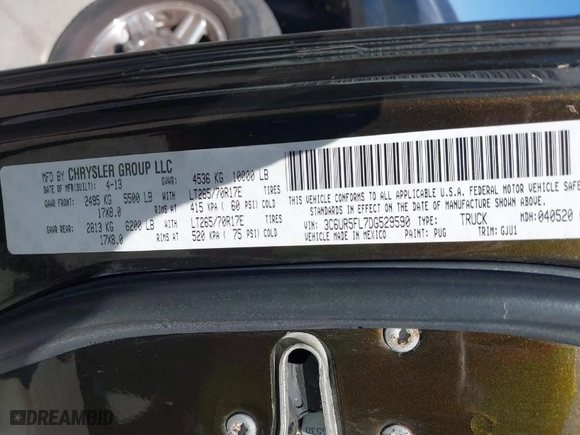 MFD BY CHRYSLER GROUP LLC
DATE OF MFR(BUILT): 4-13 GVWR: 4536 KG 10000 LB
GAWR FRONT: 2495 KG 5500 LB WITH LT265/70R17E TIRES
17X8.0 RIMS AT 415 KPA ( 60 PSI) COLD
GAWR REAR: 2813 KG 6200 LB WITH LT265/70R17E TIRES
17X8.0 RIMS AT 520 KPA ( 75 PSI) COLD
THIS VEHICLE CONFORMS TO ALL APPLICABLE U.S.A. FEDERAL MOTOR VEHICLE SAFE
STANDARDS IN EFFECT ON THE DATE OF MANUFACTURE SHOWN ABOVE.
VIN: 3C6UR5FL7DG529590 TYPE: TRUCK MDH: 040520
VEHICLE MADE IN MEXICO PAINT: PUG TRIM: GJU1
DREAMBID